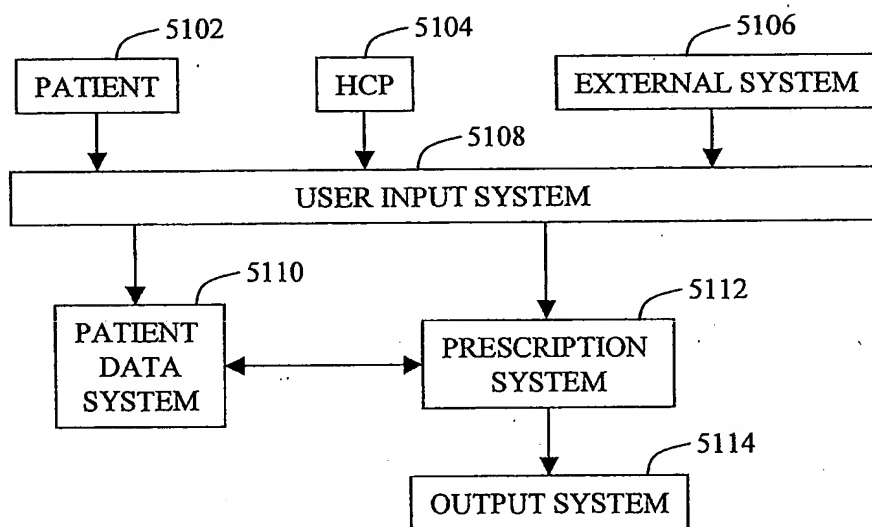 5102
5104
5106
PATIENT
HCP
EXTERNAL SYSTEM
5108
USER INPUT SYSTEM
5110
5112
PATIENT
DATA
SYSTEM
PRESCRIPTION
SYSTEM
5114
OUTPUT SYSTEM